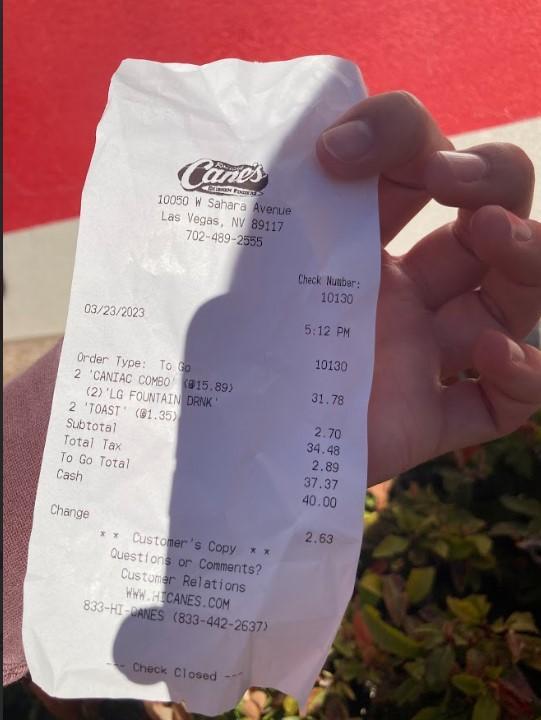 Raising
Cane's
CHICKEN FINGERS
10050 W Sahara Avenue
Las Vegas, NV 89117
702-489-2555
Check Number:
10130
03/23/2023
5:12 PM
Order Type: To Go 10130
2 'CANIAC COMBO' (@15.89) 31.78
(2)'LG FOUNTAIN DRNK'
2 'TOAST' (@1.35) 2.70
Subtotal 34.48
Total Tax 2.89
To Go Total 37.37
Cash 40.00
Change 2.63
* * Customer's Copy * *
Questions or Comments?
Customer Relations
WWW.HICANES.COM
833-HI-CANES (833-442-2637)
--- Check Closed ---